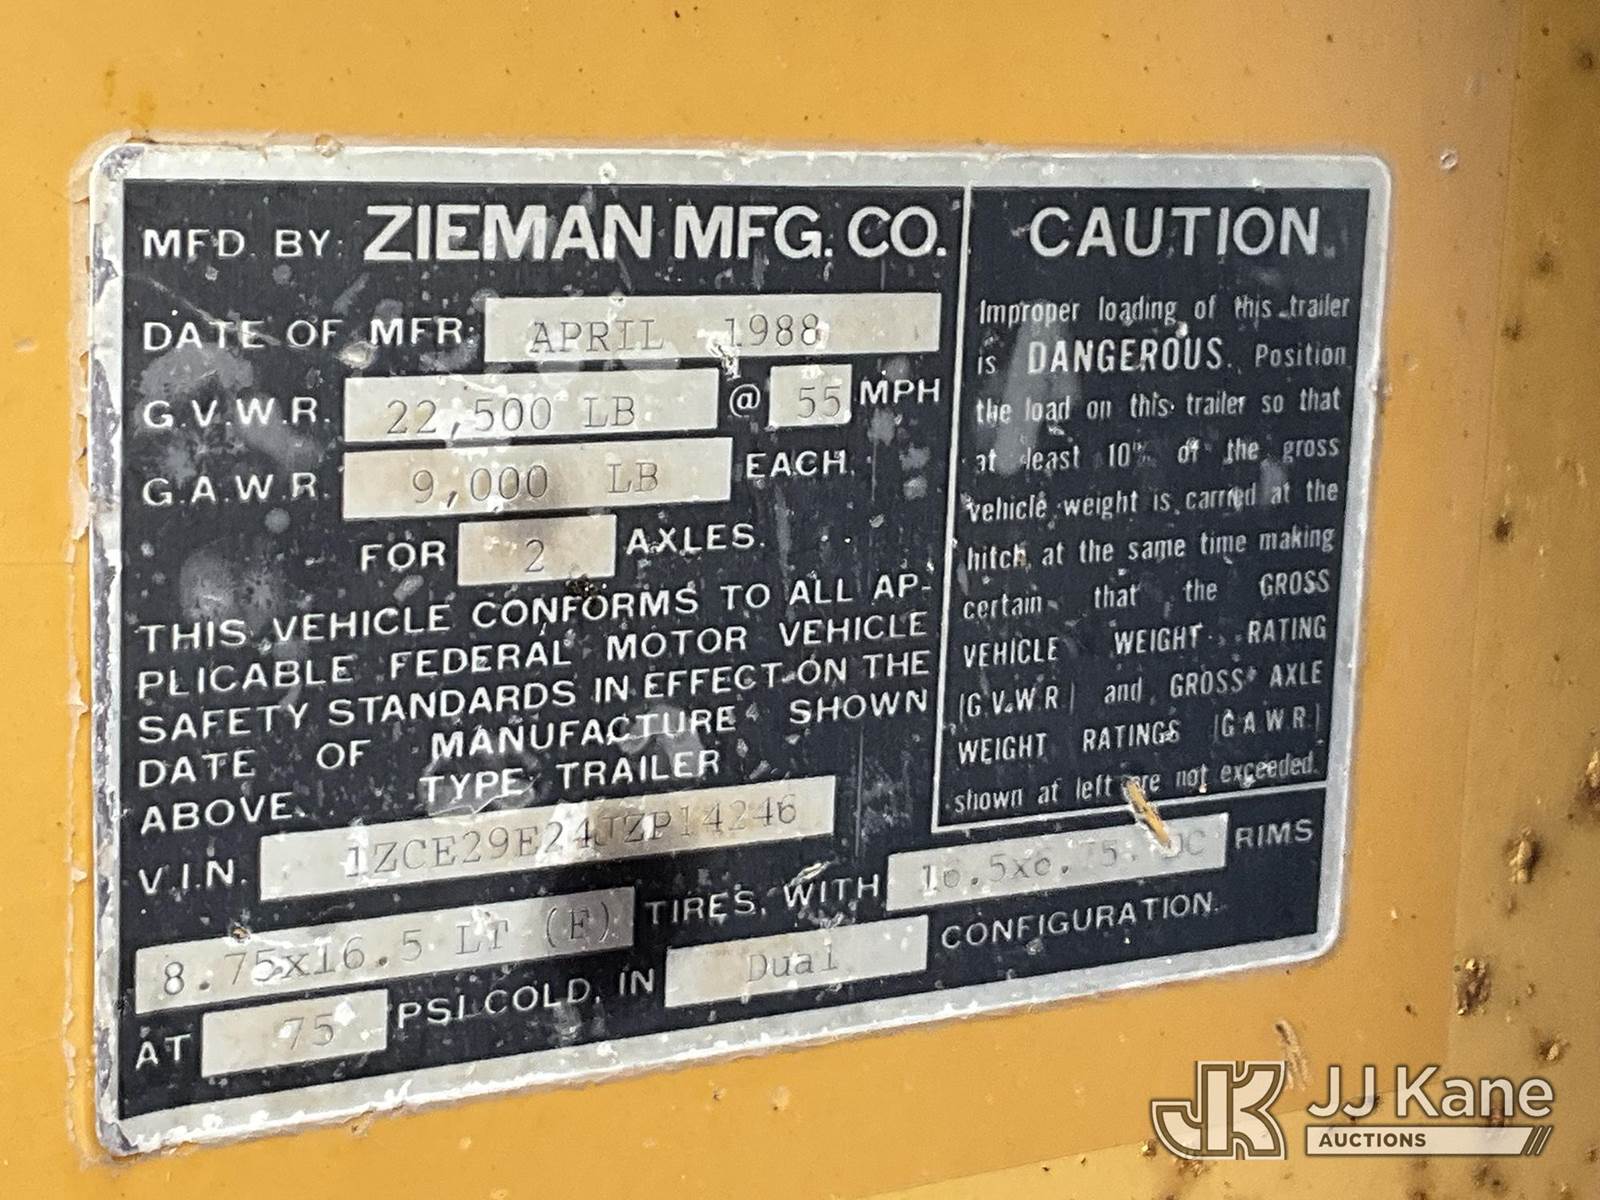 MFD. BY: ZIEMAN MFG. CO.
DATE OF MFR: APRIL 1988
G.V.W.R. 22,500 LB @ 55 MPH
G.A.W.R. 9,000 LB EACH,
FOR 2 AXLES.
THIS VEHICLE CONFORMS TO ALL AP-
PLICABLE FEDERAL MOTOR VEHICLE
SAFETY STANDARDS IN EFFECT ON THE
DATE OF MANUFACTURE SHOWN
ABOVE. TYPE: TRAILER
V.I.N. 1ZCE29E24JZP14246
8.75x16.5 LT (E) TIRES, WITH 16.5x6.75 DC RIMS
AT 75 PSI COLD, IN Dual CONFIGURATION.
CAUTION
Improper loading of this trailer
is DANGEROUS. Position
the load on this trailer so that
at least 10% of the gross
vehicle weight is carried at the
hitch, at the same time making
certain that the GROSS
VEHICLE WEIGHT RATING
(G.V.W.R.) and GROSS AXLE
WEIGHT RATINGS (G.A.W.R.)
shown at left are not exceeded.
JJ Kane
AUCTIONS